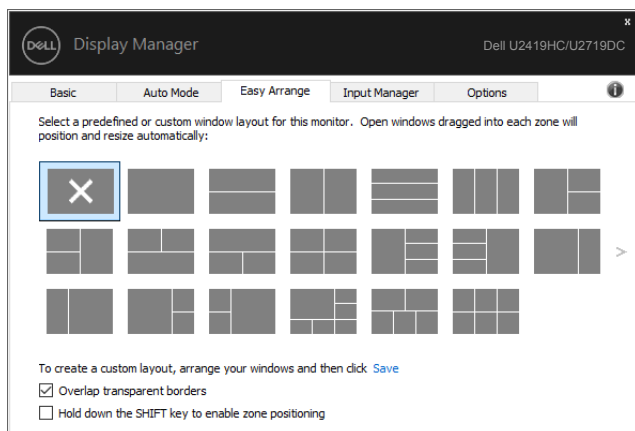 x
DELL Display Manager Dell U2419HC/U2719DC
Basic Auto Mode Easy Arrange Input Manager Options
Select a predefined or custom window layout for this monitor. Open windows dragged into each zone will
position and resize automatically:
To create a custom layout, arrange your windows and then click Save
Overlap transparent borders
Hold down the SHIFT key to enable zone positioning